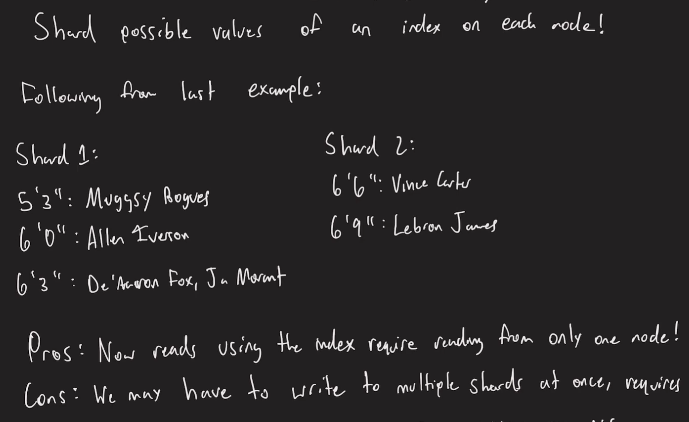 Shard possible values of an index on each node!
Following from last example:
Shard 1:
5'3": Muggsy Bogues
6'0": Allen Iverson
6'3": De'Aaron Fox, Ja Morant
Shard 2:
6'6": Vince Carter
6'9": Lebron James
Pros: Now reads using the index require reading from only one node!
Cons: We may have to write to multiple shards at once, requires